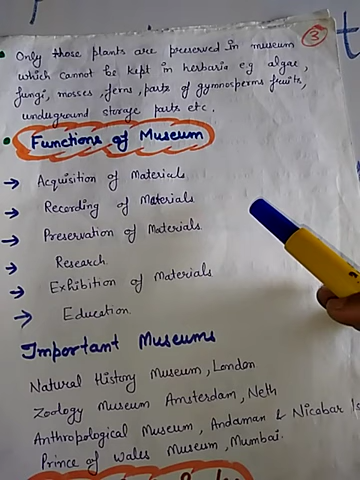 3
Only those plants are preserved in museum
which cannot be kept in herbaria e.g algae,
fungi, mosses, ferns, parts of gymnosperms fruits,
underground storage parts etc.
Functions of Museum
→ Acquisition of Materials
→ Recording of Materials
→ Preservation of Materials
→ Research
→ Exhibition of Materials
→ Education
Important Museums
Natural History Museum, London
Zoology Museum Amsterdam, Neth
Anthropological Museum, Andaman & Nicobar Is
Prince of Wales Museum, Mumbai.